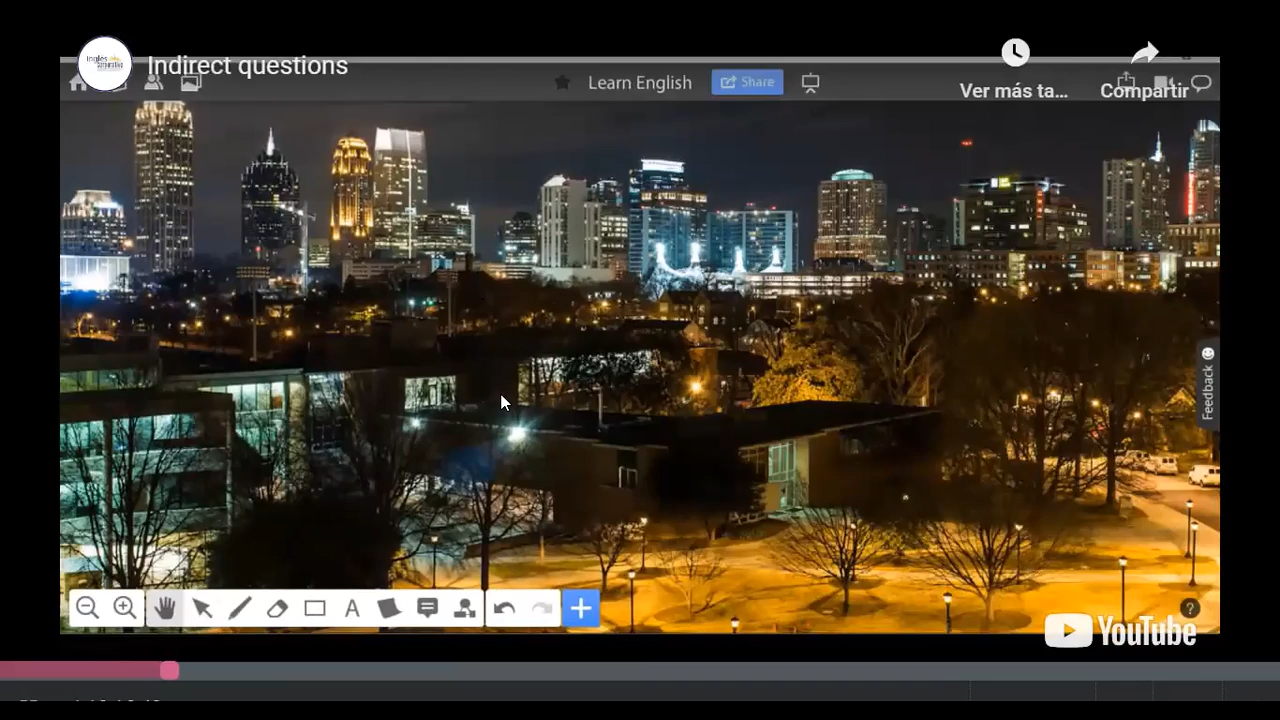 Indirect questions
Learn English
Share
Ver más ta...
Compartir
Feedback
A
?
YouTube